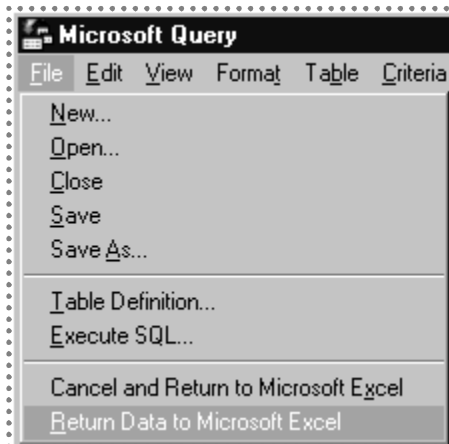 Microsoft Query
File Edit View Format Table Criteria
New...
Open...
Close
Save
Save As...
Table Definition...
Execute SQL...
Cancel and Return to Microsoft Excel
Return Data to Microsoft Excel